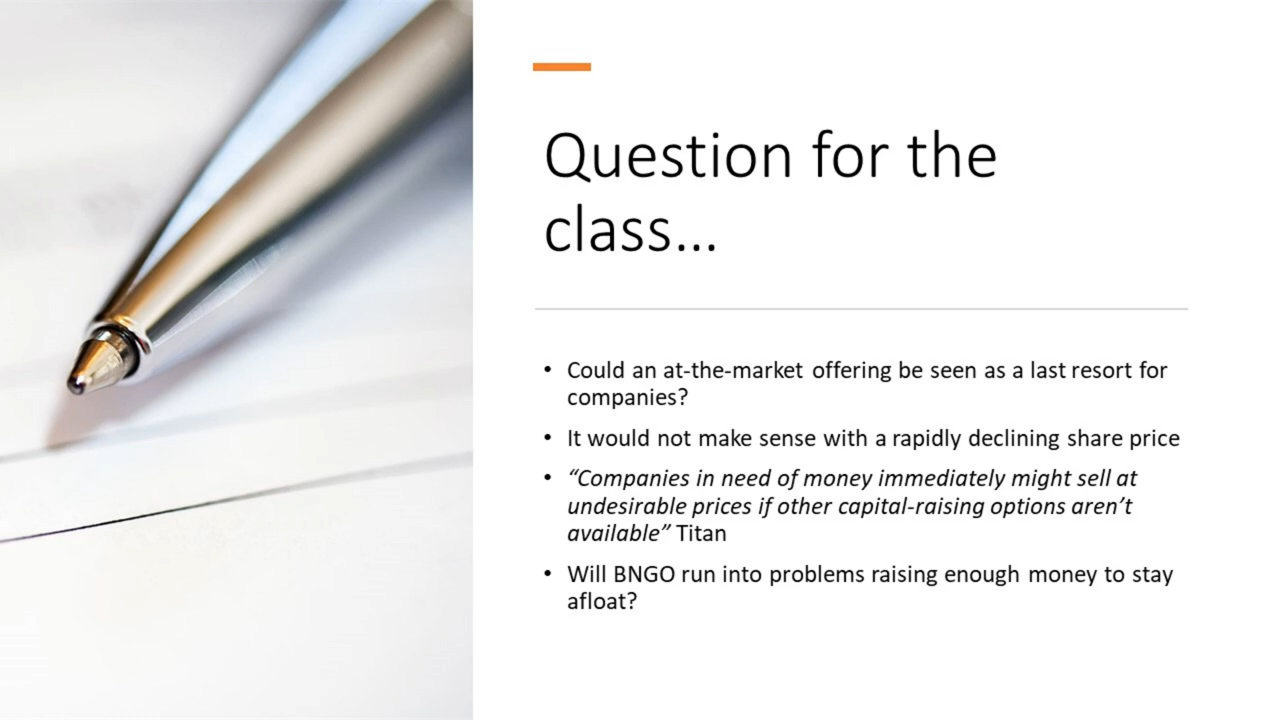 Question for the
class...
• Could an at-the-market offering be seen as a last resort for
companies?
• It would not make sense with a rapidly declining share price
• “Companies in need of money immediately might sell at
undesirable prices if other capital-raising options aren’t
available” Titan
• Will BNGO run into problems raising enough money to stay
afloat?